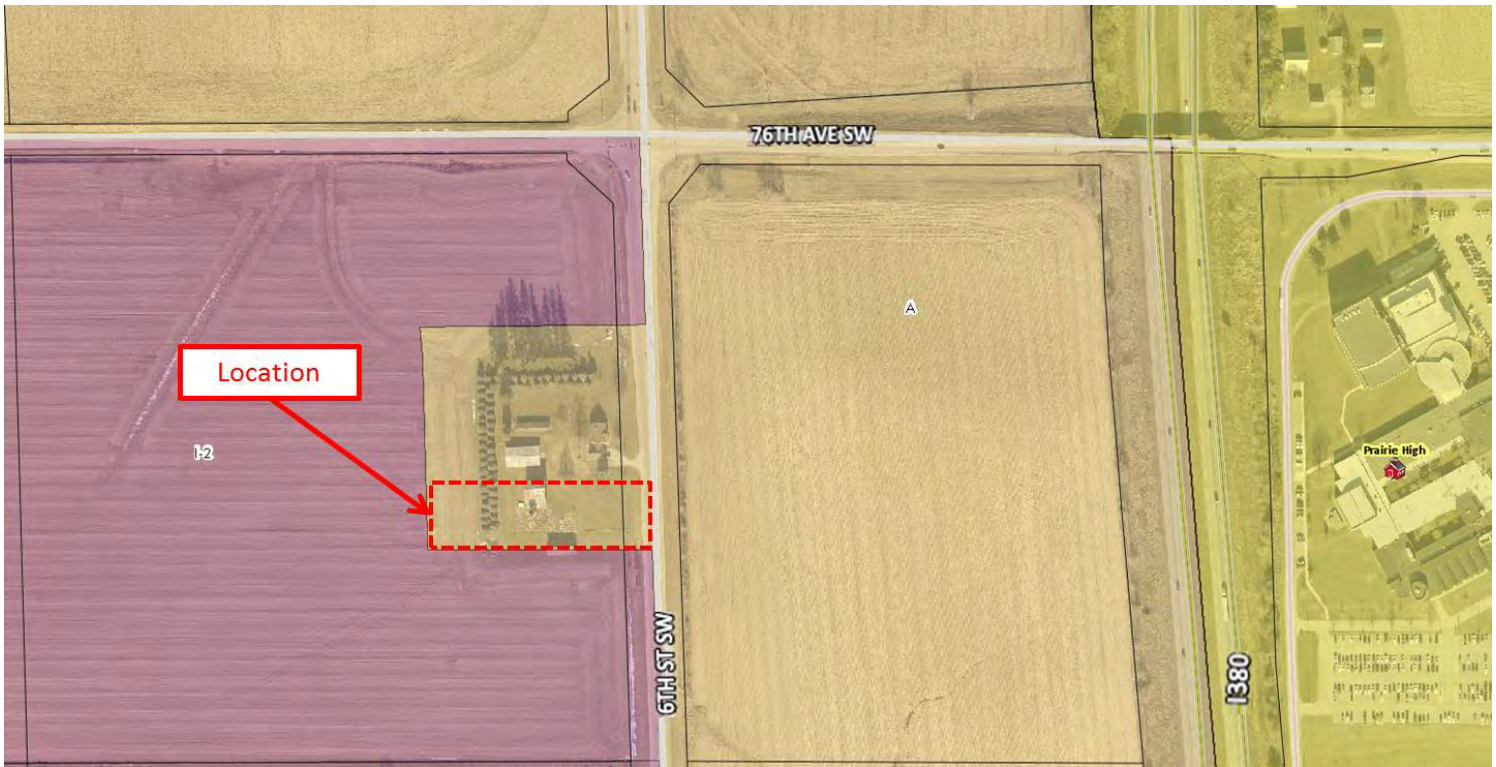 76TH AVE SW
A
Location
I-2
Prairie High
6TH ST SW
I380